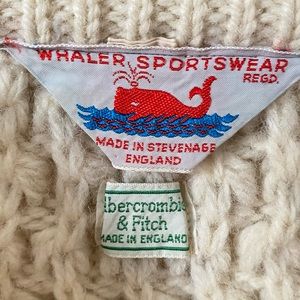 WHALER SPORTSWEAR
REGD.
MADE IN STEVENAGE
ENGLAND
Abercrombie
& Fitch
MADE IN ENGLAND